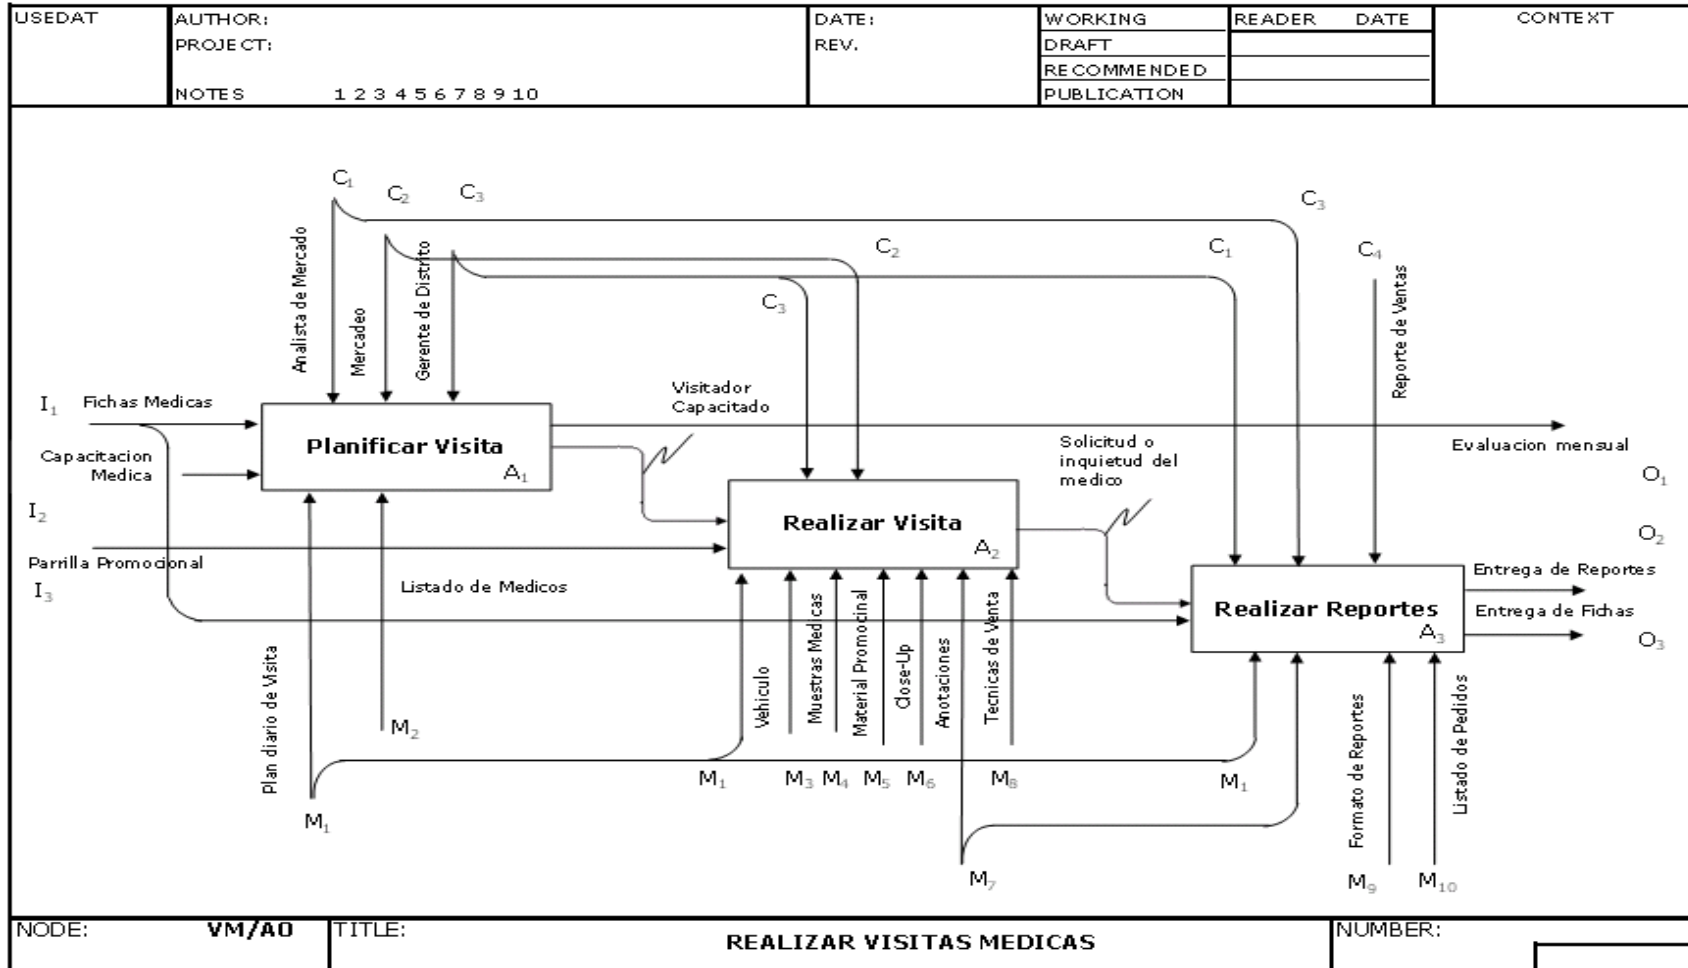 USEDAT
AUTHOR:
PROJECT:
NOTES 1 2 3 4 5 6 7 8 9 10
DATE:
REV.
WORKING
DRAFT
RECOMMENDED
PUBLICATION
READER DATE
CONTEXT
C1
C2
C3
C3
C2
C1
C4
C3
Analista de Mercado
Mercadeo
Gerente de Distrito
Reporte de Ventas
I1
Fichas Medicas
Capacitacion
Medica
I2
Parrilla Promocional
I3
Planificar Visita
A1
Visitador
Capacitado
Realizar Visita
A2
Solicitud o
inquietud del
medico
Realizar Reportes
A3
Evaluacion mensual
O1
O2
Entrega de Reportes
Entrega de Fichas
O3
Listado de Medicos
Plan diario de Visita
M2
M1
Vehiculo
Muestras Medicas
Material Promocinal
Close-Up
Anotaciones
Tecnicas de Venta
M1
M3
M4
M5
M6
M8
M1
M7
Formato de Reportes
Listado de Pedidos
M9
M10
NODE: VM/A0
TITLE:
REALIZAR VISITAS MEDICAS
NUMBER: